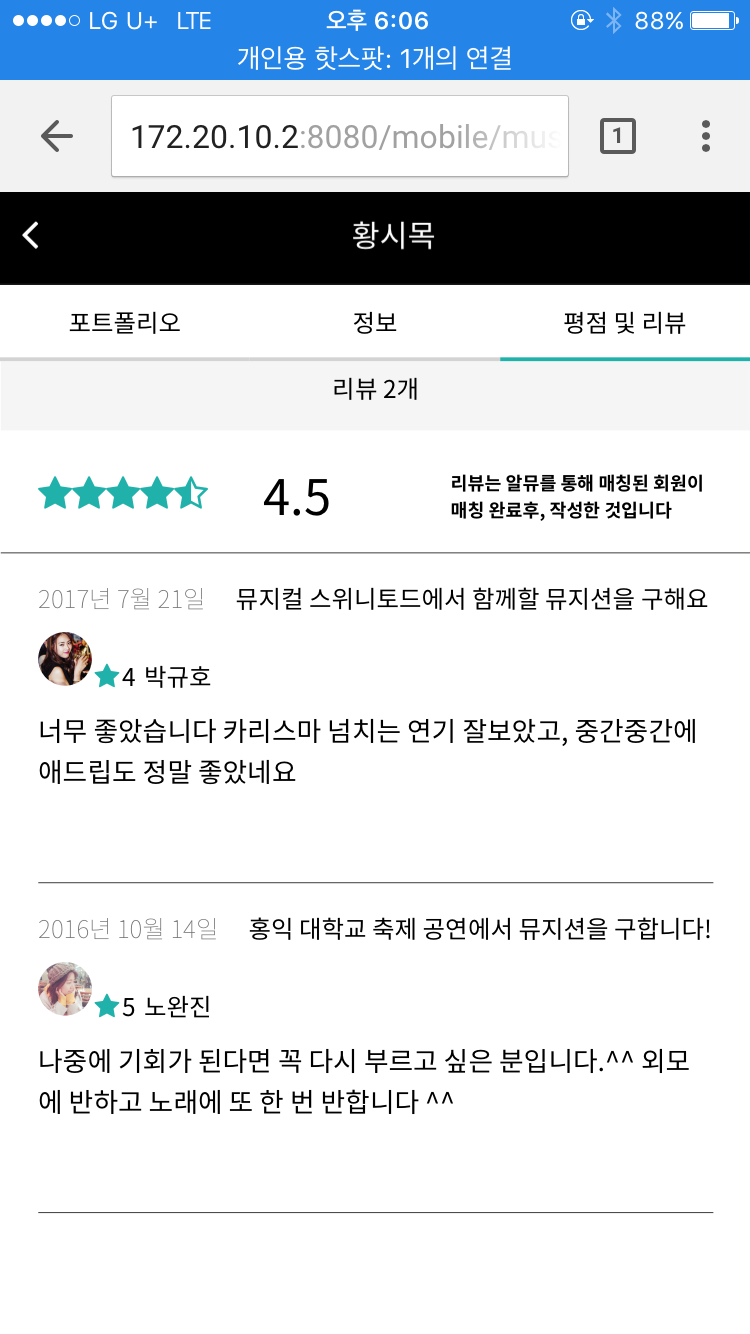 LG U+ LTE 오후 6:06 88%
개인용 핫스팟: 1개의 연결
172.20.10.2:8080/mobile/mus 1
황시목
포트폴리오 정보 평점 및 리뷰
리뷰 2개
4.5
리뷰는 알뮤를 통해 매칭된 회원이
매칭 완료후, 작성한 것입니다
2017년 7월 21일 뮤지컬 스위니토드에서 함께할 뮤지션을 구해요
4 박규호
너무 좋았습니다 카리스마 넘치는 연기 잘보았고, 중간중간에
애드립도 정말 좋았네요
2016년 10월 14일 홍익 대학교 축제 공연에서 뮤지션을 구합니다!
5 노완진
나중에 기회가 된다면 꼭 다시 부르고 싶은 분입니다.^^ 외모
에 반하고 노래에 또 한 번 반합니다 ^^